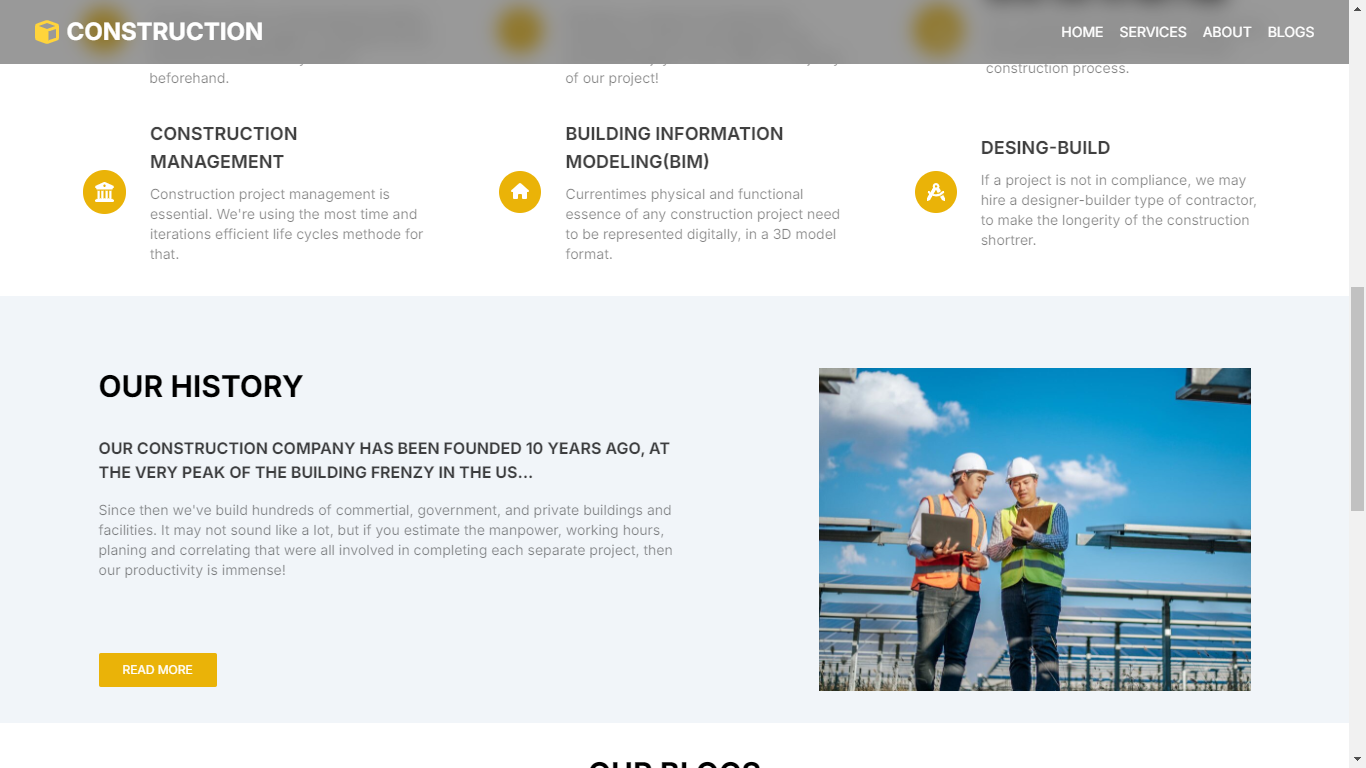 CONSTRUCTION
HOME SERVICES ABOUT BLOGS
beforehand.
of our project!
construction process.
CONSTRUCTION
MANAGEMENT
Construction project management is
essential. We're using the most time and
iterations efficient life cycles methode for
that.
BUILDING INFORMATION
MODELING(BIM)
Currentimes physical and functional
essence of any construction project need
to be represented digitally, in a 3D model
format.
DESING-BUILD
If a project is not in compliance, we may
hire a designer-builder type of contractor,
to make the longerity of the construction
shortrer.
OUR HISTORY
OUR CONSTRUCTION COMPANY HAS BEEN FOUNDED 10 YEARS AGO, AT
THE VERY PEAK OF THE BUILDING FRENZY IN THE US...
Since then we've build hundreds of commertial, government, and private buildings and
facilities. It may not sound like a lot, but if you estimate the manpower, working hours,
planing and correlating that were all involved in completing each separate project, then
our productivity is immense!
READ MORE
OUR BLOGS